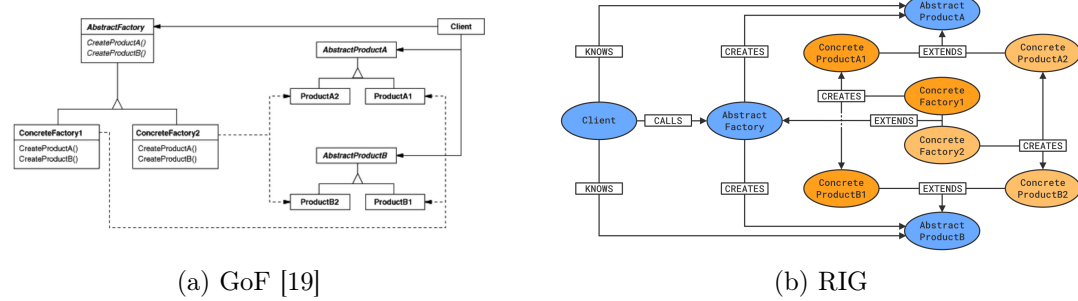 AbstractFactory
CreateProductA()
CreateProductB()
Client
AbstractProductA
ProductA2
ProductA1
ConcreteFactory1
CreateProductA()
CreateProductB()
ConcreteFactory2
CreateProductA()
CreateProductB()
AbstractProductB
ProductB2
ProductB1
(a) GoF [19]
Abstract
ProductA
KNOWS
CREATES
Concrete
ProductA1
EXTENDS
Concrete
ProductA2
CREATES
Concrete
Factory1
Client
CALLS
Abstract
Factory
EXTENDS
Concrete
Factory2
CREATES
KNOWS
CREATES
Concrete
ProductB1
EXTENDS
Concrete
ProductB2
Abstract
ProductB
(b) RIG